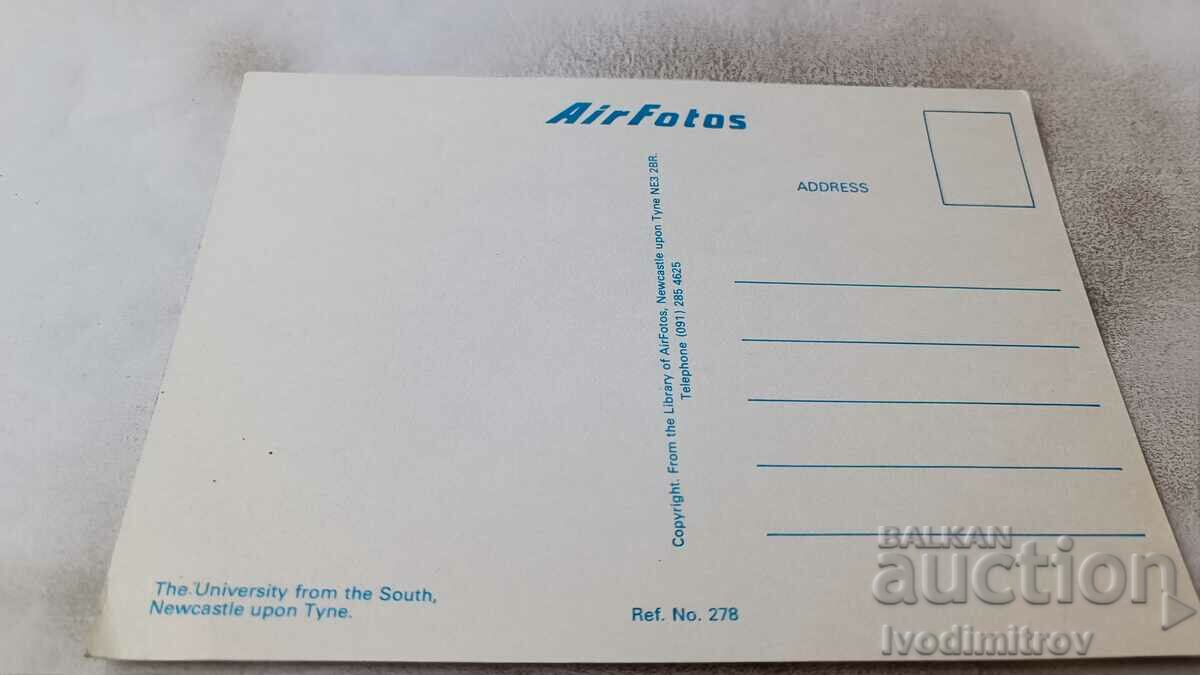 AirFotos
ADDRESS
Copyright. From the Library of AirFotos, Newcastle upon Tyne NE3 2BR.
Telephone (091) 285 4625
The University from the South,
Newcastle upon Tyne.
Ref. No. 278
BALKAN
auction
Ivodimitrov